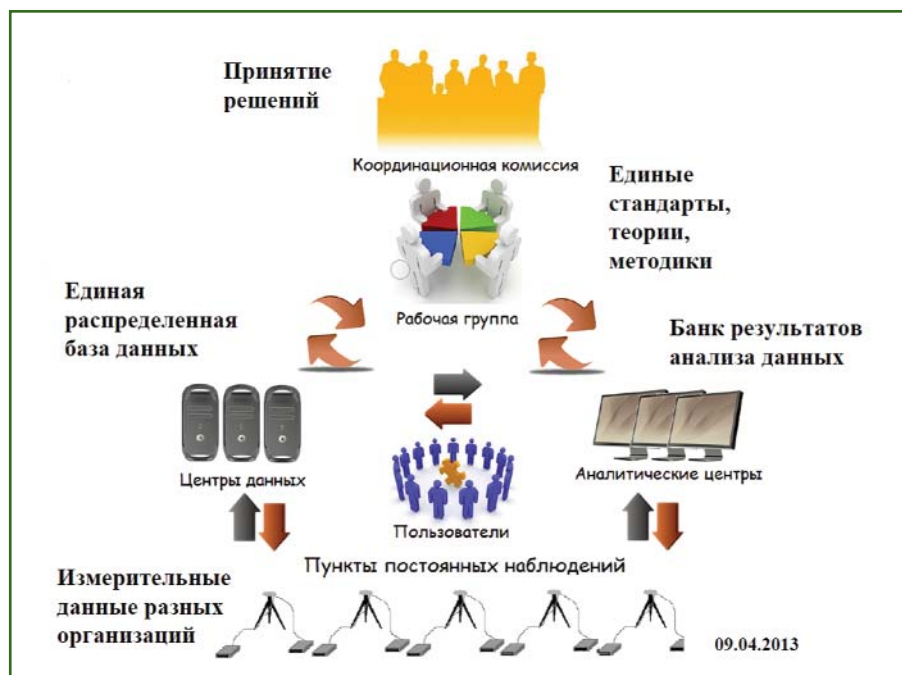 Принятие
решений
Координационная комиссия
Единые
стандарты,
теории,
методики
Единая
распределенная
база данных
Рабочая группа
Банк результатов
анализа данных
Центры данных
Аналитические центры
Пользователи
Пункты постоянных наблюдений
Измерительные
данные разных
организаций
09.04.2013